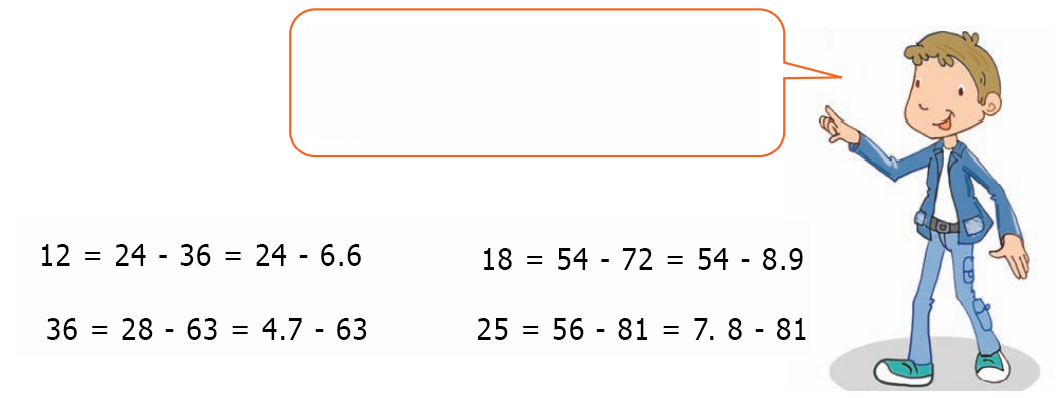 12 = 24 - 36 = 24 - 6.6
18 = 54 - 72 = 54 - 8.9
36 = 28 - 63 = 4.7 - 63
25 = 56 - 81 = 7. 8 - 81